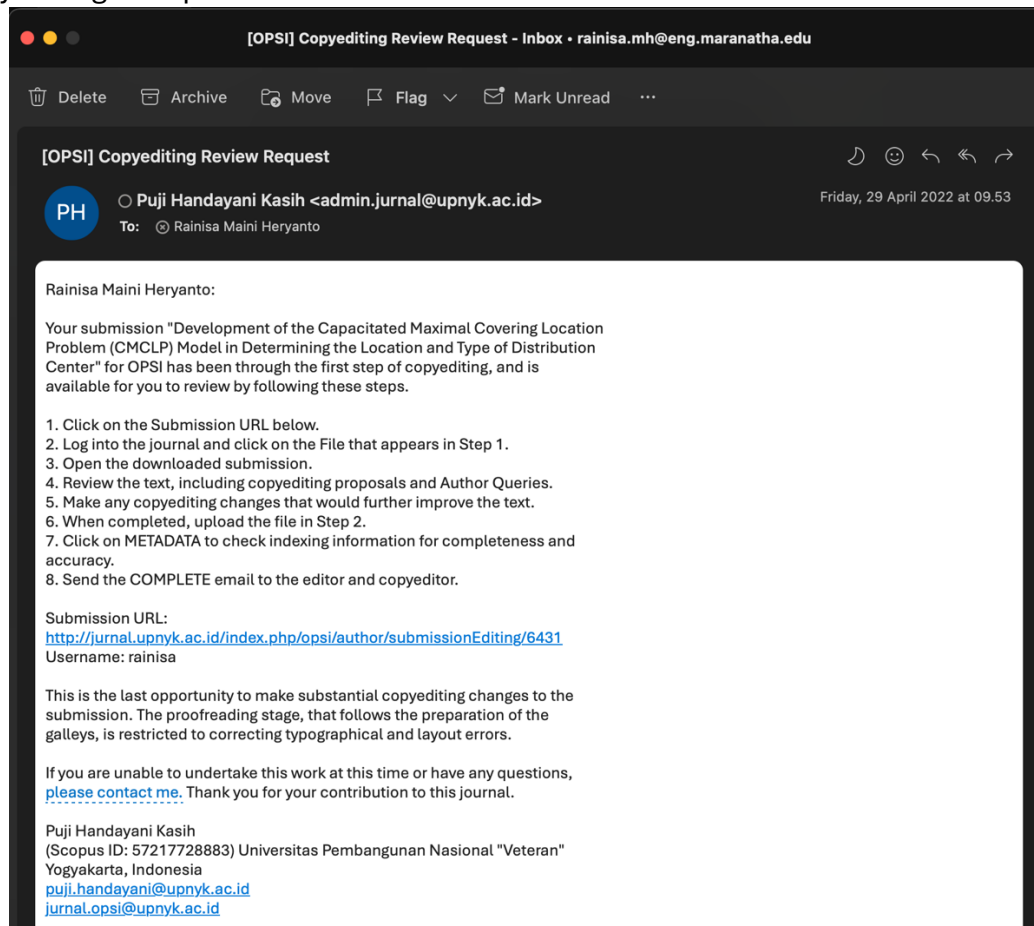 [OPSI] Copyediting Review Request - Inbox • rainisa.mh@eng.maranatha.edu
Delete Archive Move Flag Mark Unread ...
[OPSI] Copyediting Review Request
PH
Puji Handayani Kasih <admin.jurnal@upnyk.ac.id>
Friday, 29 April 2022 at 09.53
To: Rainisa Maini Heryanto
Rainisa Maini Heryanto:
Your submission "Development of the Capacitated Maximal Covering Location
Problem (CMCLP) Model in Determining the Location and Type of Distribution
Center" for OPSI has been through the first step of copyediting, and is
available for you to review by following these steps.
1. Click on the Submission URL below.
2. Log into the journal and click on the File that appears in Step 1.
3. Open the downloaded submission.
4. Review the text, including copyediting proposals and Author Queries.
5. Make any copyediting changes that would further improve the text.
6. When completed, upload the file in Step 2.
7. Click on METADATA to check indexing information for completeness and
accuracy.
8. Send the COMPLETE email to the editor and copyeditor.
Submission URL:
http://jurnal.upnyk.ac.id/index.php/opsi/author/submissionEditing/6431
Username: rainisa
This is the last opportunity to make substantial copyediting changes to the
submission. The proofreading stage, that follows the preparation of the
galleys, is restricted to correcting typographical and layout errors.
If you are unable to undertake this work at this time or have any questions,
please contact me. Thank you for your contribution to this journal.
Puji Handayani Kasih
(Scopus ID: 57217728883) Universitas Pembangunan Nasional "Veteran"
Yogyakarta, Indonesia
puji.handayani@upnyk.ac.id
jurnal.opsi@upnyk.ac.id